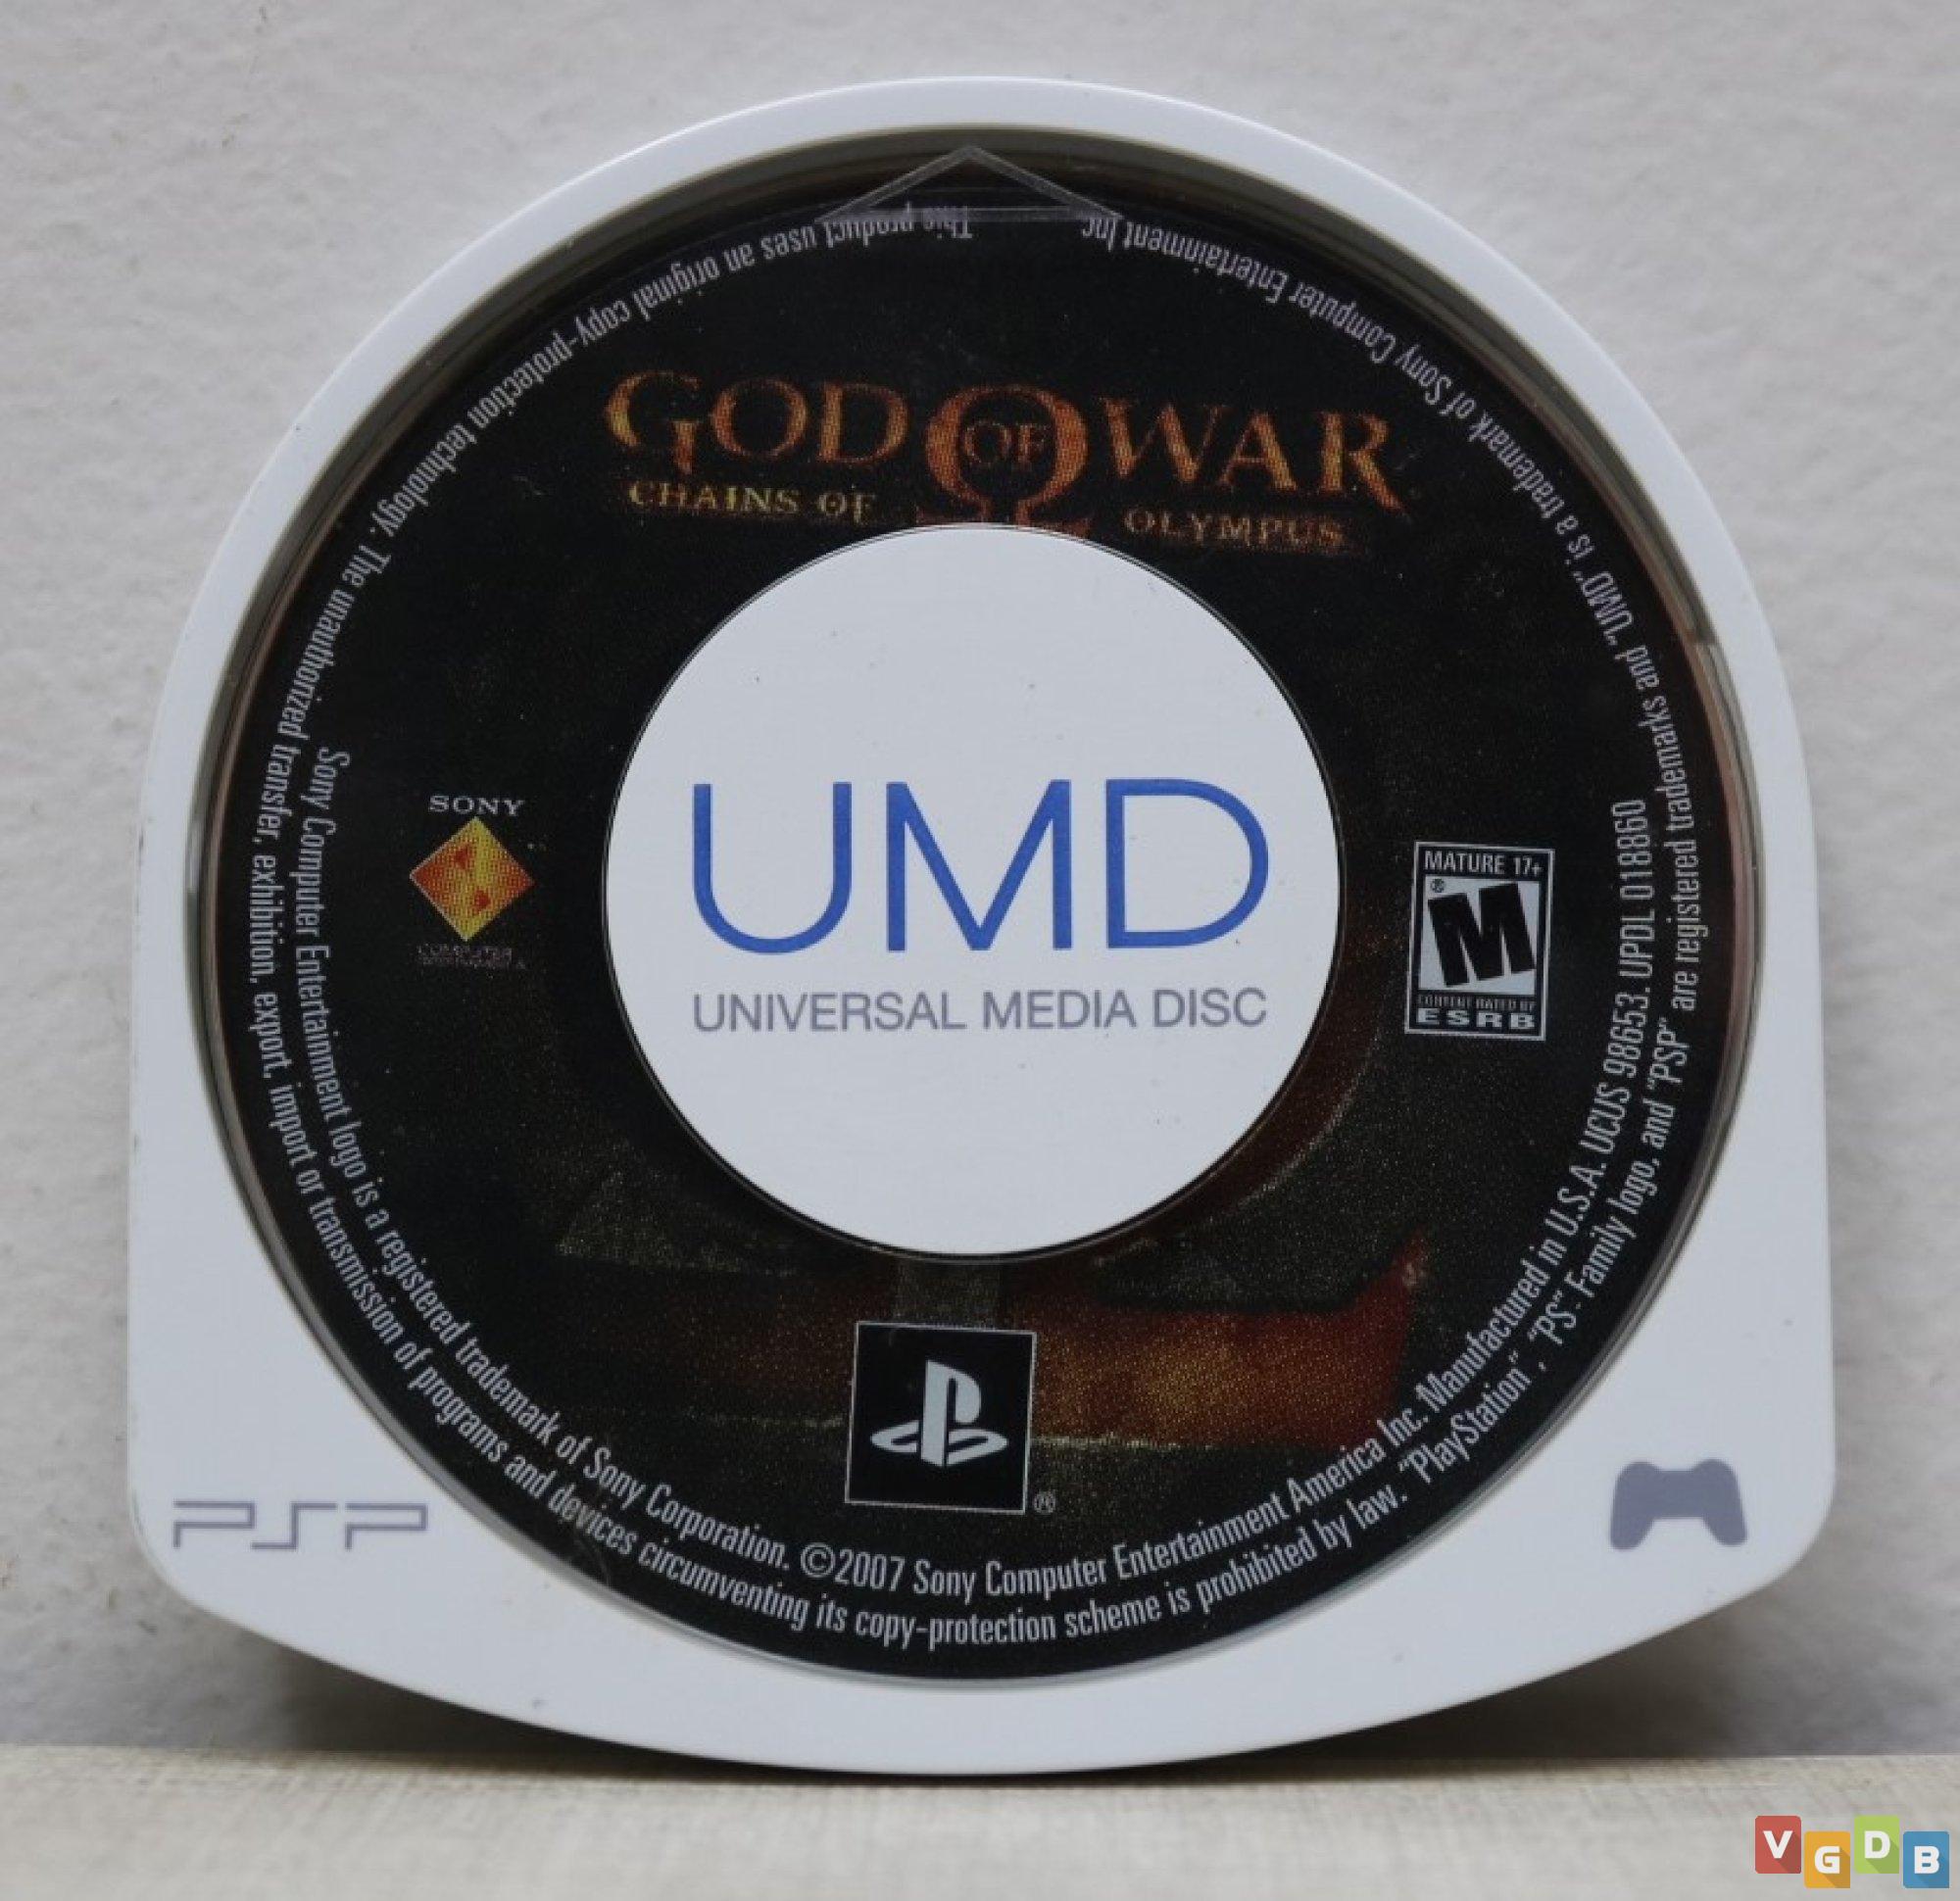 GOD OF WAR
CHAINS OF OLYMPUS
SONY
COMPUTER
UMD
UNIVERSAL MEDIA DISC
MATURE 17+
M
®
CONTENT RATED BY
ESRB
®
PSP
This product uses an original copy-protection technology. The unauthorized transfer, exhibition, export, import or transmission of programs and devices circumventing its copy-protection scheme is prohibited by law. "PlayStation", "PS" Family logo, and "PSP" are registered trademarks and "UMD" is a trademark of Sony Computer Entertainment Inc.
Sony Computer Entertainment logo is a registered trademark of Sony Corporation. ©2007 Sony Computer Entertainment America Inc. Manufactured in U.S.A. UCUS 98653. UPDL 018860
VGDB